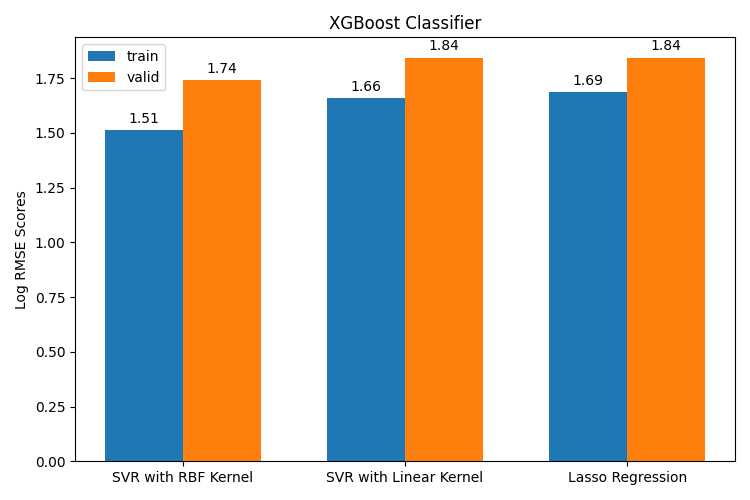 XGBoost Classifier
train
valid
1.51
1.74
1.66
1.84
1.69
1.84
Log RMSE Scores
1.75
1.50
1.25
1.00
0.75
0.50
0.25
0.00
SVR with RBF Kernel
SVR with Linear Kernel
Lasso Regression